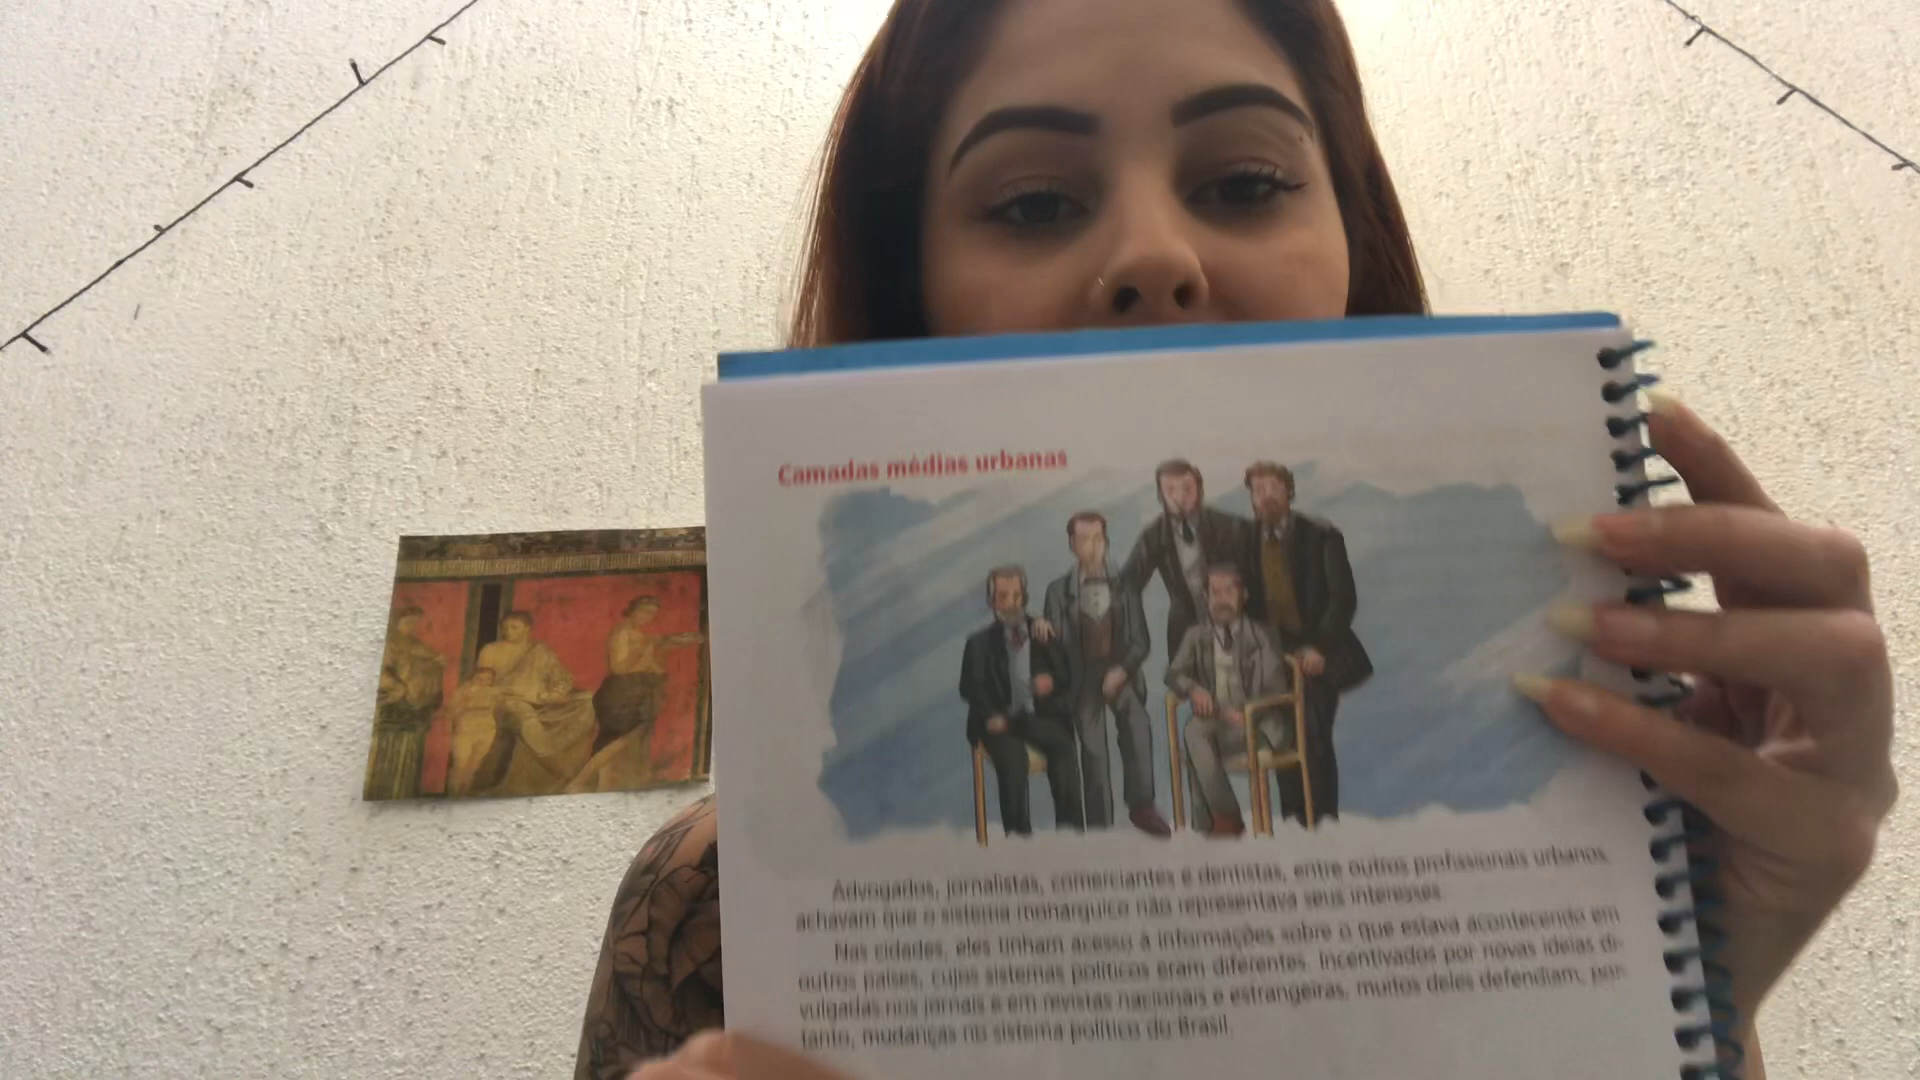 Camadas médias urbanas
Advogados, jornalistas, comerciantes e dentistas, entre outros profissionais urbanos,
achavam que o sistema monárquico não representava seus interesses.
Nas cidades, eles tinham acesso à informações sobre o que estava acontecendo em
outros países, cujos sistemas políticos eram diferentes. Incentivados por novas ideias di-
vulgadas nos jornais e em revistas nacionais e estrangeiras, muitos deles defendiam, por-
tanto, mudanças no sistema político do Brasil.